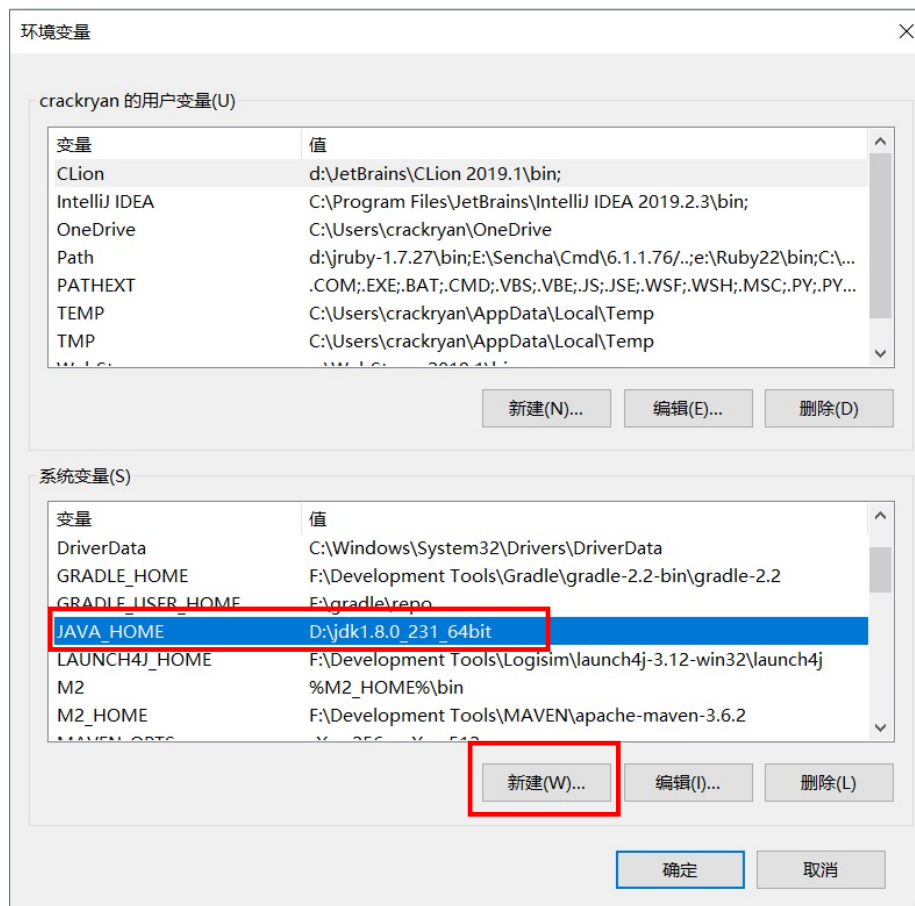 环境变量
crackryan 的用户变量(U)
变量 值
CLion d:\JetBrains\CLion 2019.1\bin;
IntelliJ IDEA C:\Program Files\JetBrains\IntelliJ IDEA 2019.2.3\bin;
OneDrive C:\Users\crackryan\OneDrive
Path d:\jruby-1.7.27\bin;E:\Sencha\Cmd\6.1.1.76/..;e:\Ruby22\bin;C:\...
PATHEXT .COM;.EXE;.BAT;.CMD;.VBS;.VBE;.JS;.JSE;.WSF;.WSH;.MSC;.PY;.PY...
TEMP C:\Users\crackryan\AppData\Local\Temp
TMP C:\Users\crackryan\AppData\Local\Temp
新建(N)... 编辑(E)... 删除(D)
系统变量(S)
变量 值
DriverData C:\Windows\System32\Drivers\DriverData
GRADLE_HOME F:\Development Tools\Gradle\gradle-2.2-bin\gradle-2.2
GRADLE_USER_HOME F:\gradle\repo
JAVA_HOME D:\jdk1.8.0_231_64bit
LAUNCH4J_HOME F:\Development Tools\Logisim\launch4j-3.12-win32\launch4j
M2 %M2_HOME%\bin
M2_HOME F:\Development Tools\MAVEN\apache-maven-3.6.2
新建(W)... 编辑(I)... 删除(L)
确定 取消